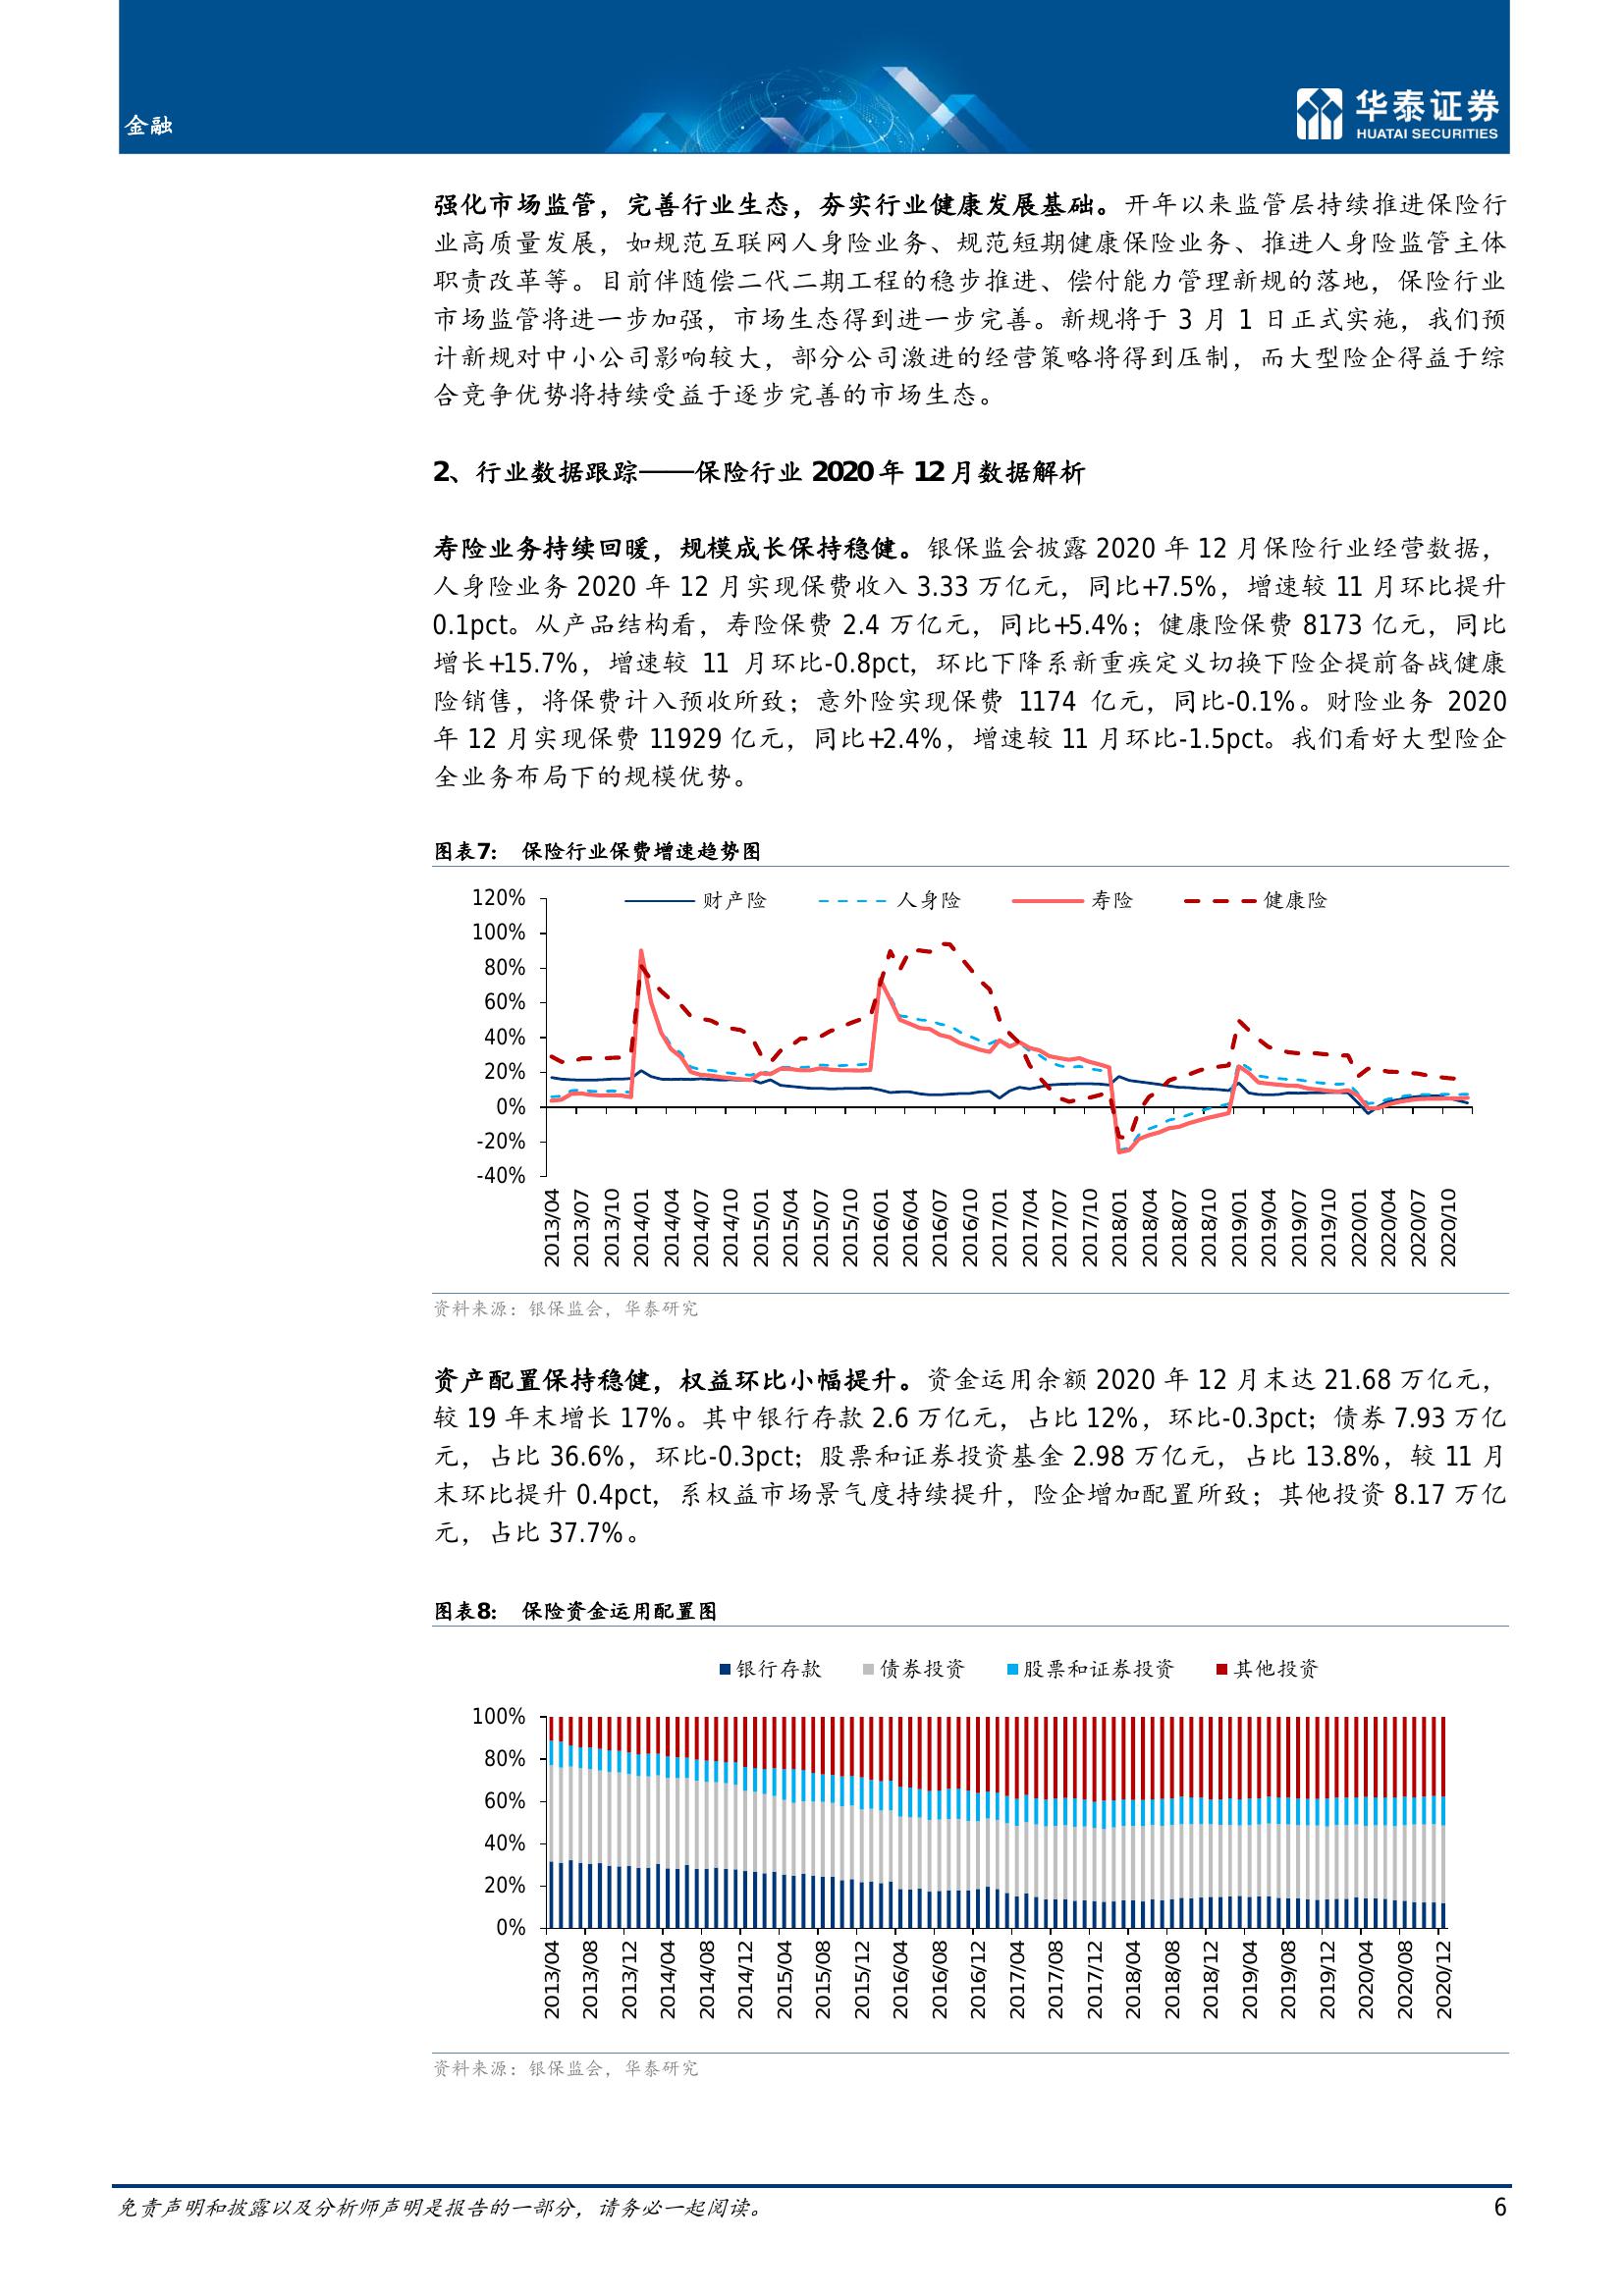 金融
华泰证券
HUATAI SECURITIES
强化市场监管，完善行业生态，夯实行业健康发展基础。开年以来监管层持续推进保险行
业高质量发展，如规范互联网人身险业务、规范短期健康保险业务、推进人身险监管主体
职责改革等。目前伴随偿二代二期工程的稳步推进、偿付能力管理新规的落地，保险行业
市场监管将进一步加强，市场生态得到进一步完善。新规将于 3 月 1 日正式实施，我们预
计新规对中小公司影响较大，部分公司激进的经营策略将得到压制，而大型险企得益于综
合竞争优势将持续受益于逐步完善的市场生态。
2、行业数据跟踪——保险行业 2020 年 12 月数据解析
寿险业务持续回暖，规模成长保持稳健。银保监会披露 2020 年 12 月保险行业经营数据，
人身险业务 2020 年 12 月实现保费收入 3.33 万亿元，同比+7.5%，增速较 11 月环比提升
0.1pct。从产品结构看，寿险保费 2.4 万亿元，同比+5.4%；健康险保费 8173 亿元，同比
增长+15.7%，增速较 11 月环比-0.8pct，环比下降系新重疾定义切换下险企提前备战健康
险销售，将保费计入预收所致；意外险实现保费 1174 亿元，同比-0.1%。财险业务 2020
年 12 月实现保费 11929 亿元，同比+2.4%，增速较 11 月环比-1.5pct。我们看好大型险企
全业务布局下的规模优势。
图表7： 保险行业保费增速趋势图
财产险 人身险 寿险 健康险
120%
100%
80%
60%
40%
20%
0%
-20%
-40%
2013/04 2013/07 2013/10 2014/01 2014/04 2014/07 2014/10 2015/01 2015/04 2015/07 2015/10 2016/01 2016/04 2016/07 2016/10 2017/01 2017/04 2017/07 2017/10 2018/01 2018/04 2018/07 2018/10 2019/01 2019/04 2019/07 2019/10 2020/01 2020/04 2020/07 2020/10
资料来源：银保监会，华泰研究
资产配置保持稳健，权益环比小幅提升。资金运用余额 2020 年 12 月末达 21.68 万亿元，
较 19 年末增长 17%。其中银行存款 2.6 万亿元，占比 12%，环比-0.3pct；债券 7.93 万亿
元，占比 36.6%，环比-0.3pct；股票和证券投资基金 2.98 万亿元，占比 13.8%，较 11 月
末环比提升 0.4pct，系权益市场景气度持续提升，险企增加配置所致；其他投资 8.17 万亿
元，占比 37.7%。
图表8： 保险资金运用配置图
银行存款 债券投资 股票和证券投资 其他投资
100%
80%
60%
40%
20%
0%
2013/04 2013/08 2013/12 2014/04 2014/08 2014/12 2015/04 2015/08 2015/12 2016/04 2016/08 2016/12 2017/04 2017/08 2017/12 2018/04 2018/08 2018/12 2019/04 2019/08 2019/12 2020/04 2020/08 2020/12
资料来源：银保监会，华泰研究
免责声明和披露以及分析师声明是报告的一部分，请务必一起阅读。
6